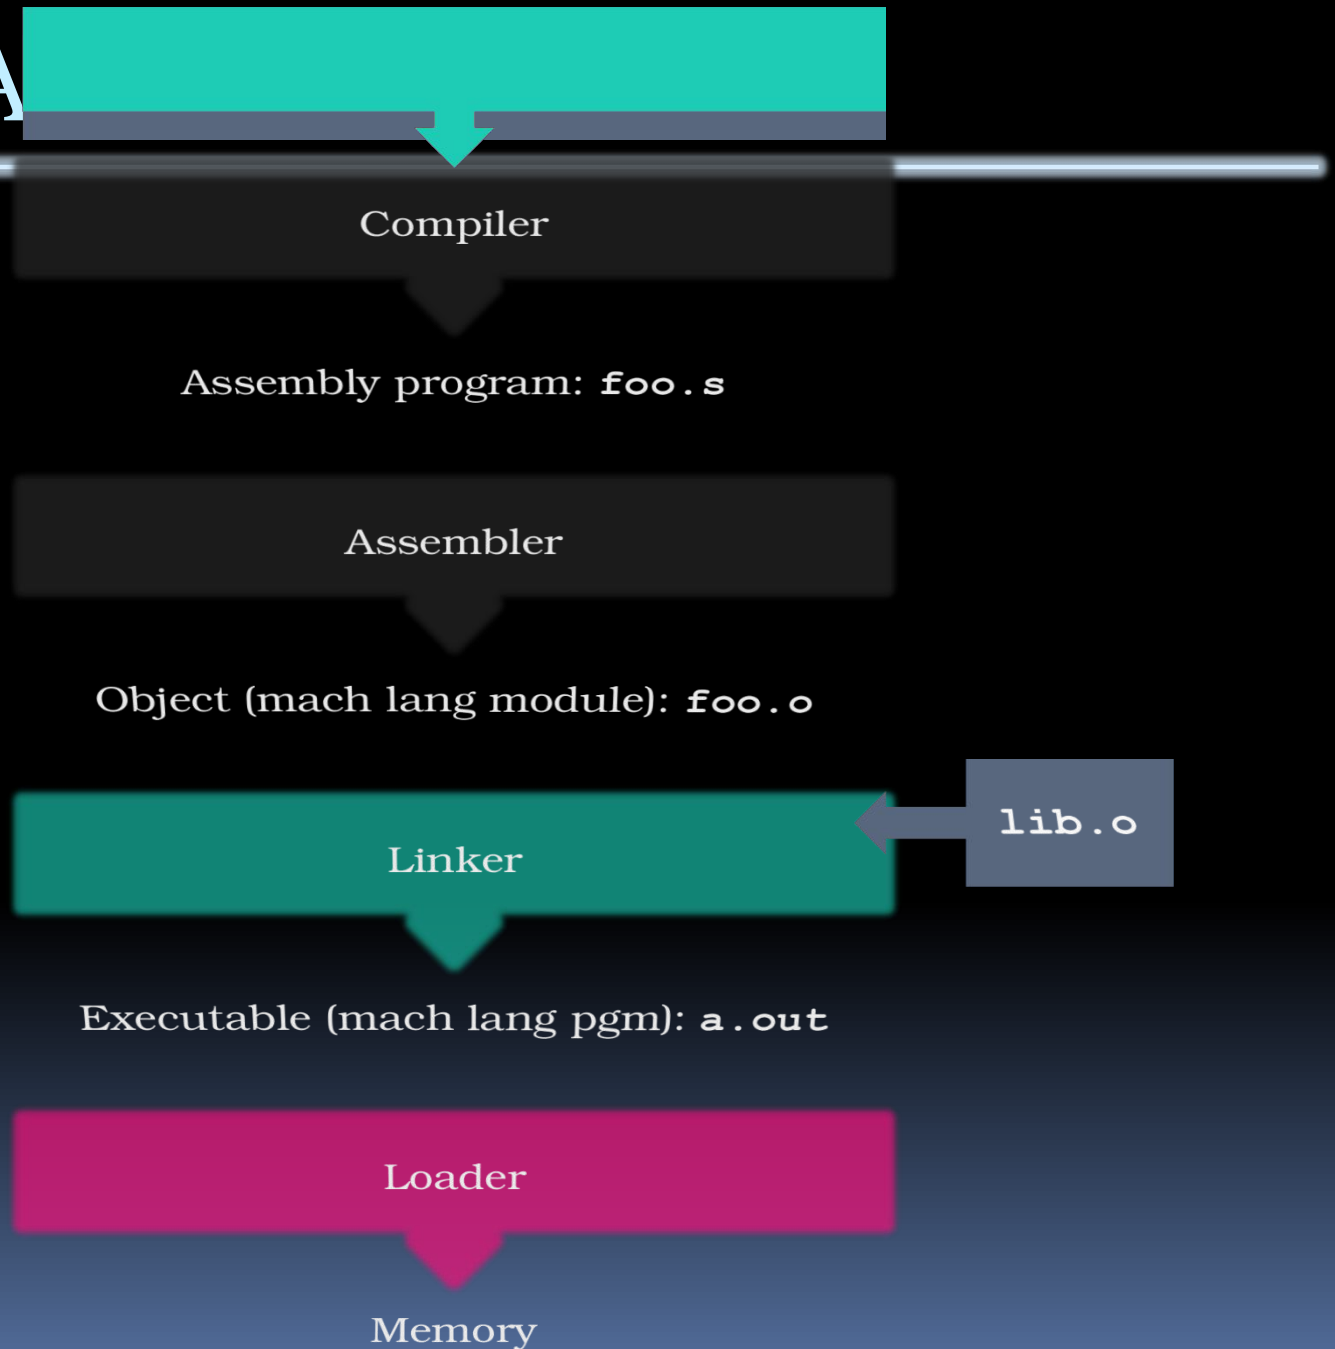 A
Compiler
Assembly program: foo.s
Assembler
Object (mach lang module): foo.o
lib.o
Linker
Executable (mach lang pgm): a.out
Loader
Memory